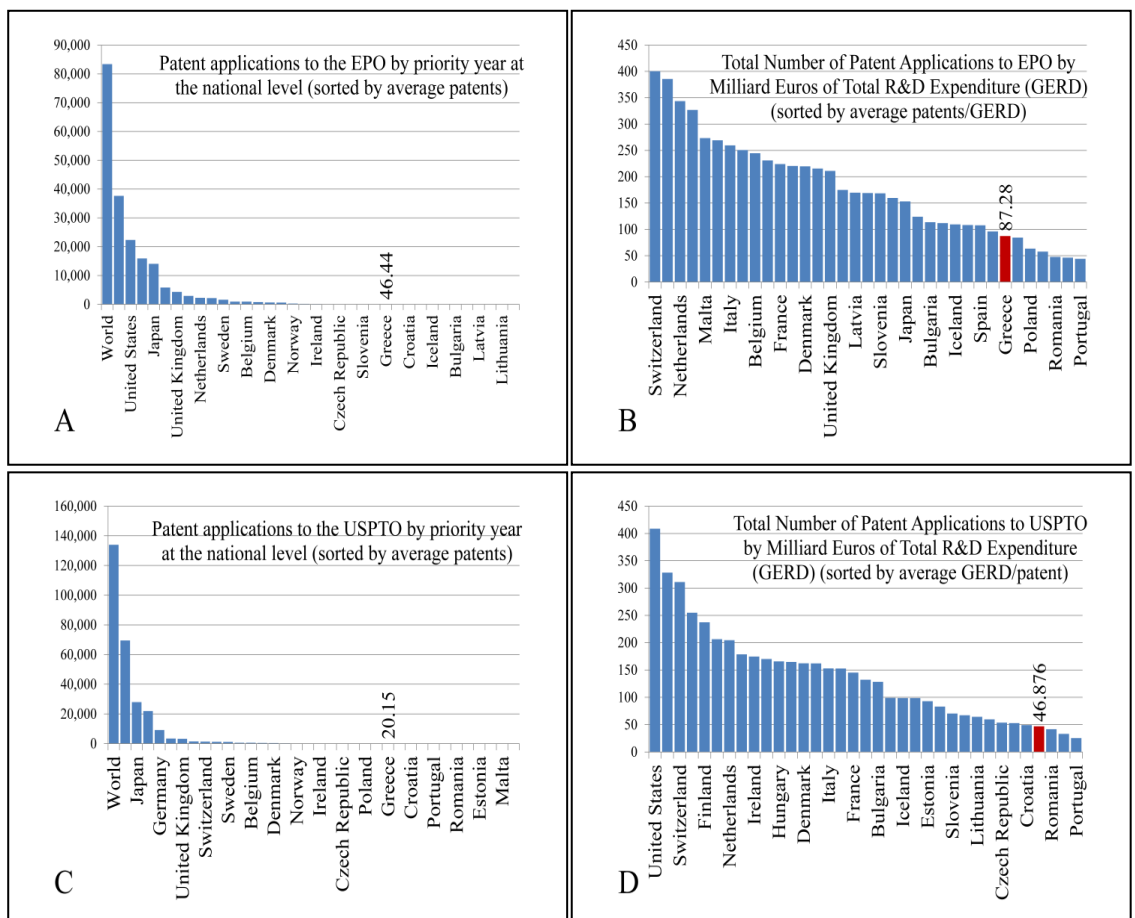 90,000
80,000
70,000
60,000
50,000
40,000
30,000
20,000
10,000
0
Patent applications to the EPO by priority year
at the national level (sorted by average patents)
46.44
World
United States
Japan
United Kingdom
Netherlands
Sweden
Belgium
Denmark
Norway
Ireland
Czech Republic
Slovenia
Greece
Croatia
Iceland
Bulgaria
Latvia
Lithuania
A
450
400
350
300
250
200
150
100
50
0
Total Number of Patent Applications to EPO by
Milliard Euros of Total R&D Expenditure (GERD)
(sorted by average patents/GERD)
87.28
Switzerland
Netherlands
Malta
Italy
Belgium
France
Denmark
United Kingdom
Latvia
Slovenia
Japan
Bulgaria
Iceland
Spain
Greece
Poland
Romania
Portugal
B
160,000
140,000
120,000
100,000
80,000
60,000
40,000
20,000
0
Patent applications to the USPTO by priority year
at the national level (sorted by average patents)
20.15
World
Japan
Germany
United Kingdom
Switzerland
Sweden
Belgium
Denmark
Norway
Ireland
Czech Republic
Poland
Greece
Croatia
Portugal
Romania
Estonia
Malta
C
450
400
350
300
250
200
150
100
50
0
Total Number of Patent Applications to USPTO
by Milliard Euros of Total R&D Expenditure
(GERD) (sorted by average GERD/patent)
46.876
United States
Switzerland
Finland
Netherlands
Ireland
Hungary
Denmark
Italy
France
Bulgaria
Iceland
Estonia
Slovenia
Lithuania
Czech Republic
Croatia
Romania
Portugal
D